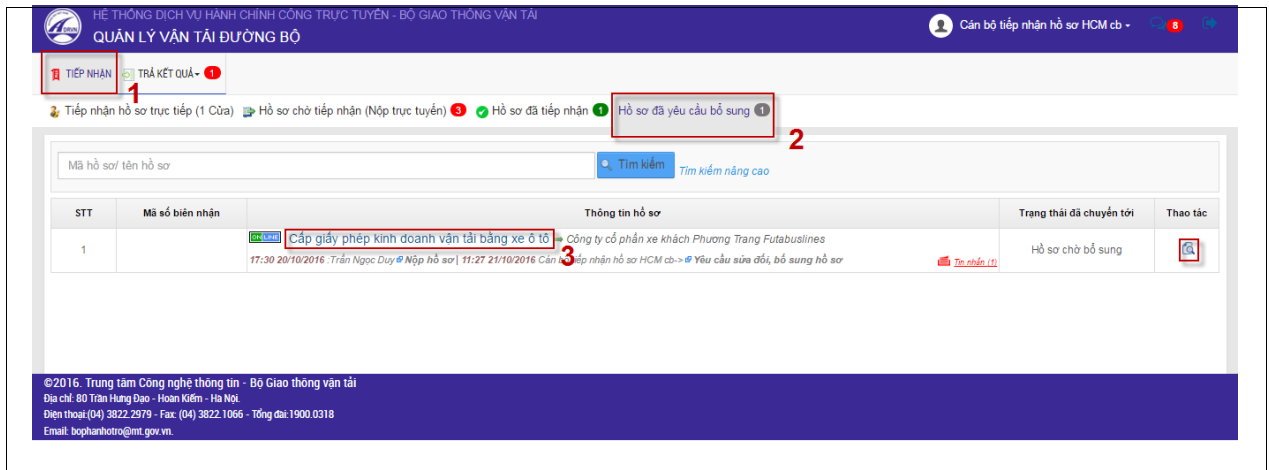 HỆ THỐNG DỊCH VỤ HÀNH CHÍNH CÔNG TRỰC TUYẾN - BỘ GIAO THÔNG VẬN TẢI
QUẢN LÝ VẬN TẢI ĐƯỜNG BỘ
Cán bộ tiếp nhận hồ sơ HCM cb
8
TIẾP NHẬN
TRẢ KẾT QUẢ 1
1
Tiếp nhận hồ sơ trực tiếp (1 Cửa) Hồ sơ chờ tiếp nhận (Nộp trực tuyến) 3 Hồ sơ đã tiếp nhận 1 Hồ sơ đã yêu cầu bổ sung 1
2
Mã hồ sơ/ tên hồ sơ Tìm kiếm Tìm kiếm nâng cao
STT Mã số biên nhận Thông tin hồ sơ Trạng thái đã chuyển tới Thao tác
1 ONLINE Cấp giấy phép kinh doanh vận tải bằng xe ô tô Công ty cổ phần xe khách Phương Trang Futabuslines Hồ sơ chờ bổ sung
3
17:30 20/10/2016 :Trần Ngọc Duy Nộp hồ sơ | 11:27 21/10/2016 Cán bộ tiếp nhận hồ sơ HCM cb-> Yêu cầu sửa đổi, bổ sung hồ sơ Tin nhắn (1)
©2016. Trung tâm Công nghệ thông tin - Bộ Giao thông vận tải
Địa chỉ: 80 Trần Hưng Đạo - Hoàn Kiếm - Hà Nội.
Điện thoại:(04) 3822.2979 - Fax: (04) 3822.1066 - Tổng đài:1900.0318
Email: bophanhotro@mt.gov.vn.